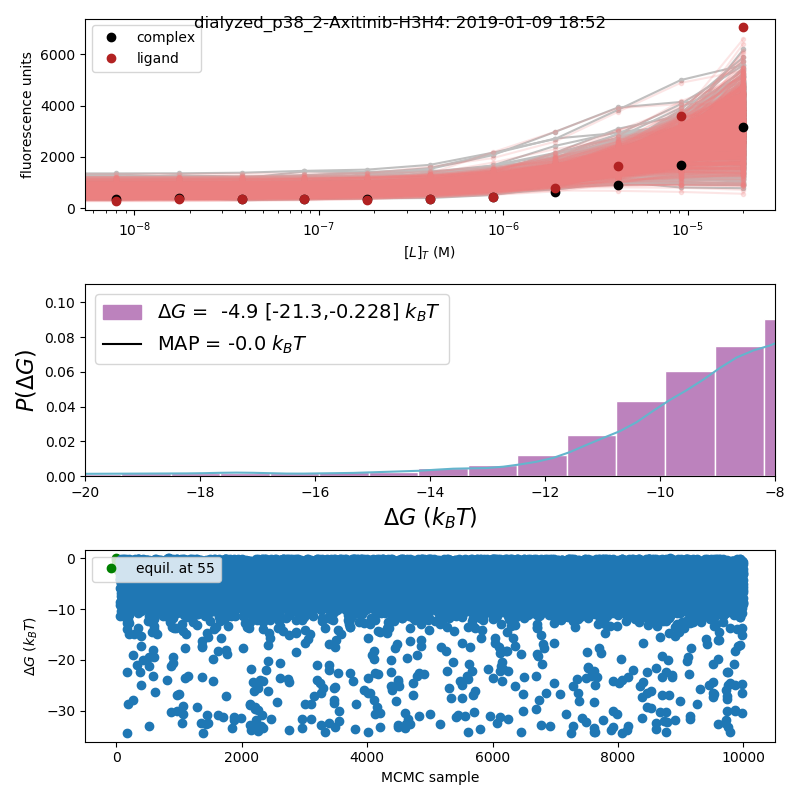 dialyzed_p38_2-Axitinib-H3H4: 2019-01-09 18:52
complex
ligand
fluorescence units
6000
4000
2000
0
10⁻⁸ 10⁻⁷ 10⁻⁶ 10⁻⁵
[L]_T (M)
ΔG = -4.9 [-21.3,-0.228] k_BT
MAP = -0.0 k_BT
P(ΔG)
0.10
0.08
0.06
0.04
0.02
0.00
−20 −18 −16 −14 −12 −10 −8
ΔG (k_BT)
equil. at 55
ΔG (k_BT)
0
−10
−20
−30
0 2000 4000 6000 8000 10000
MCMC sample